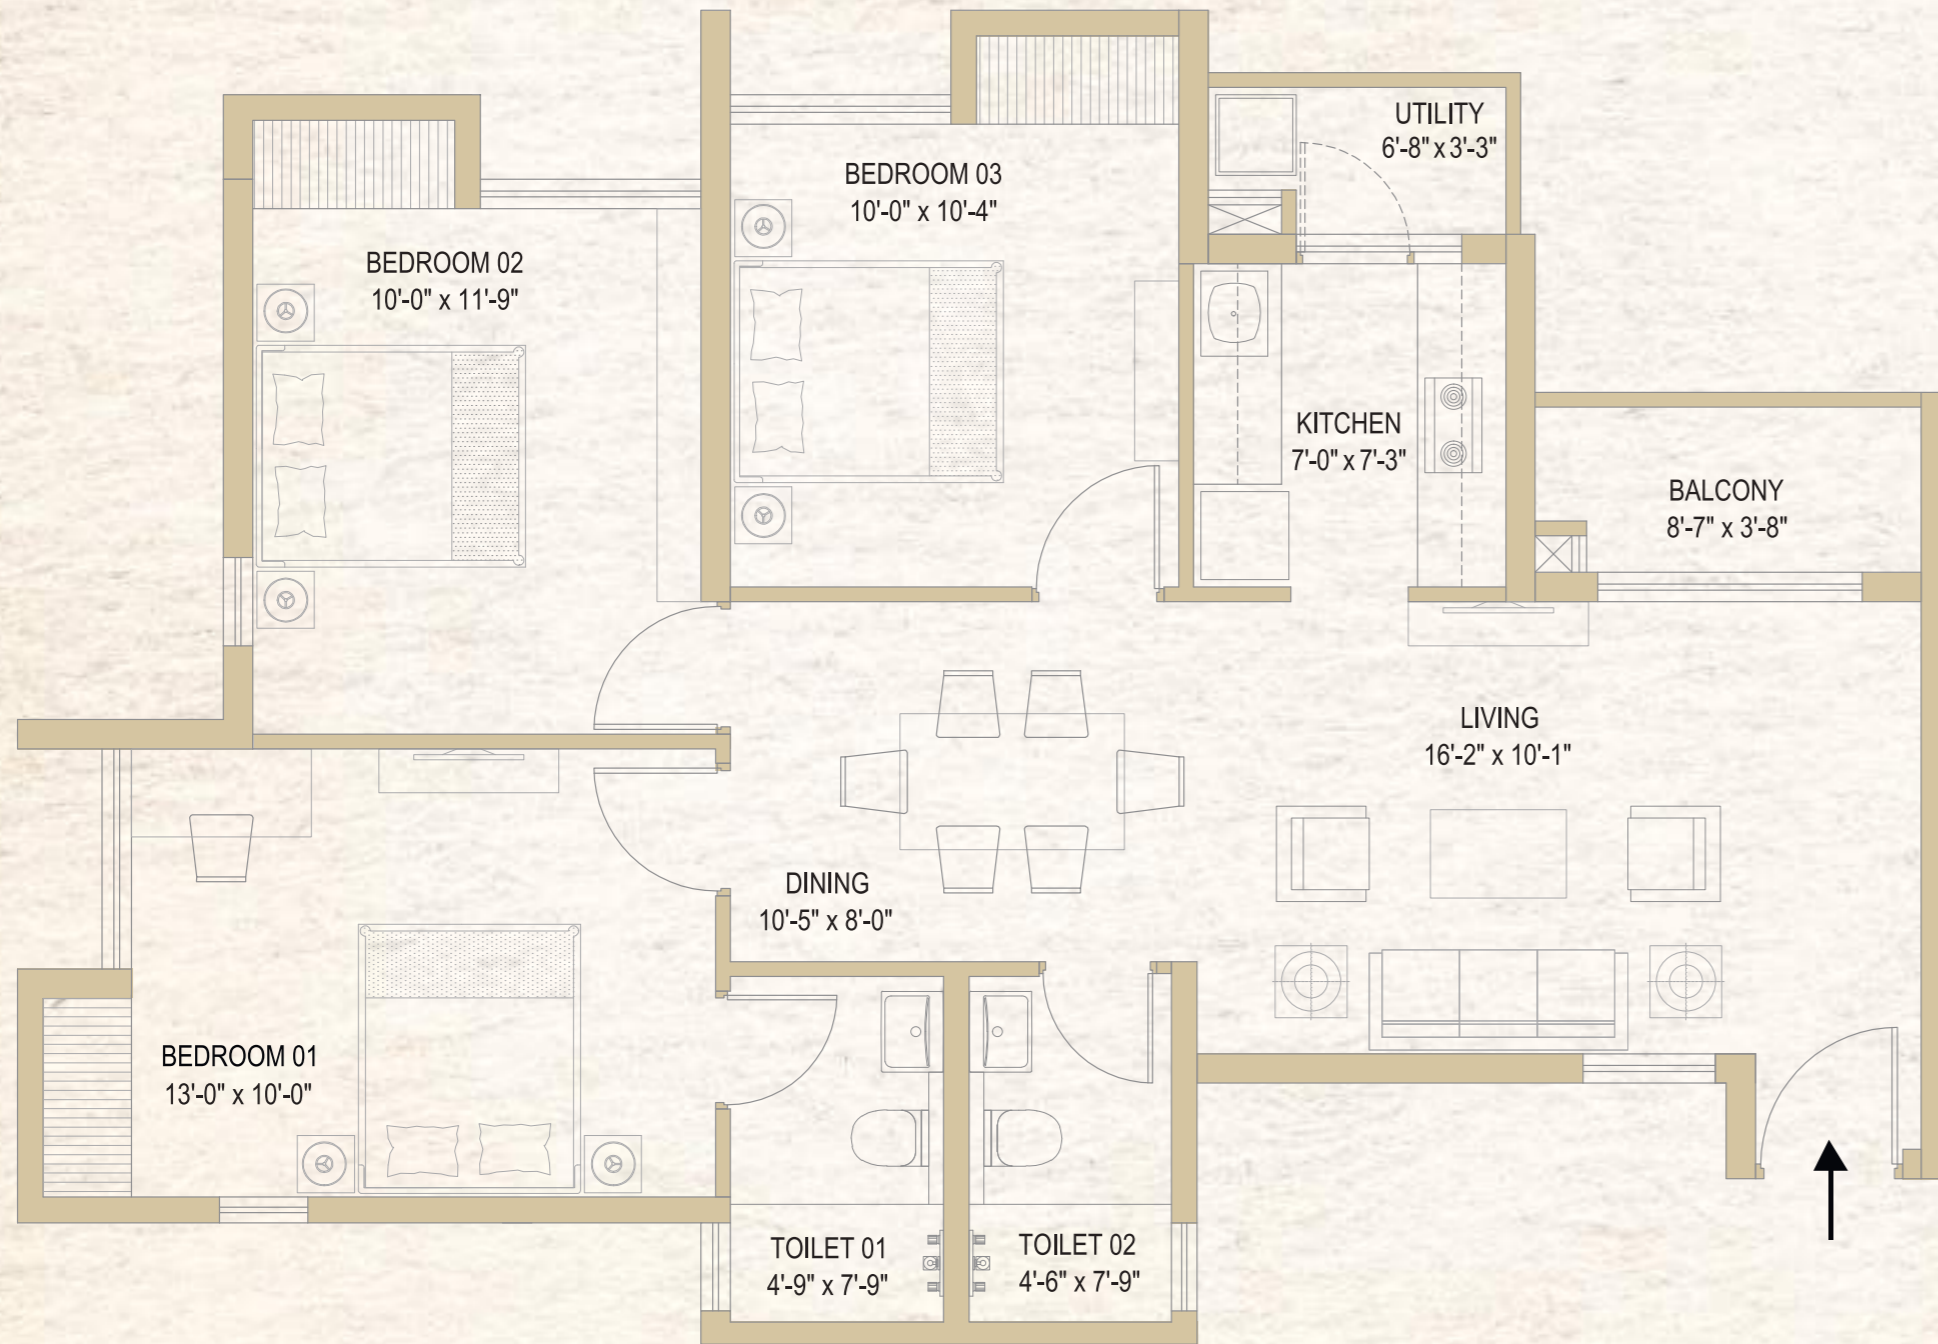 UTILITY
6'-8" x 3'-3"
BEDROOM 03
10'-0" x 10'-4"
BEDROOM 02
10'-0" x 11'-9"
KITCHEN
7'-0" x 7'-3"
BALCONY
8'-7" x 3'-8"
LIVING
16'-2" x 10'-1"
DINING
10'-5" x 8'-0"
BEDROOM 01
13'-0" x 10'-0"
TOILET 01
4'-9" x 7'-9"
TOILET 02
4'-6" x 7'-9"